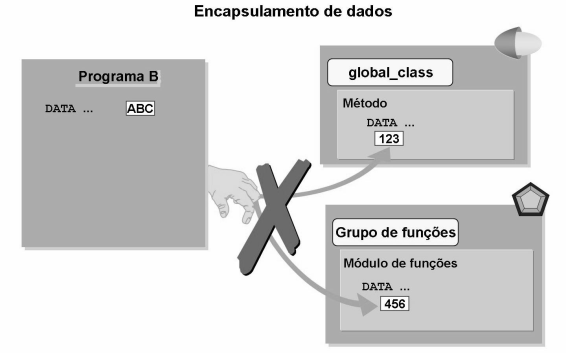 Encapsulamento de dados
Programa B
DATA ... ABC
global_class
Método
DATA ...
123
Grupo de funções
Módulo de funções
DATA ...
456